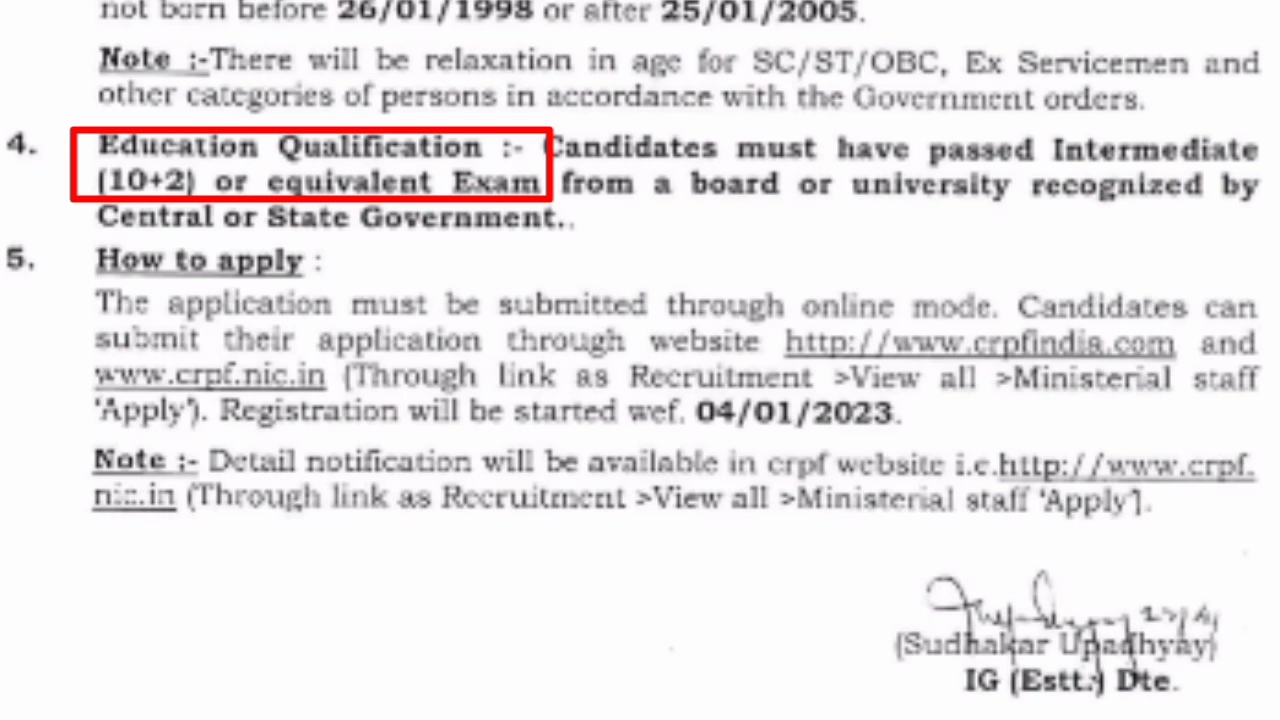 not born before 26/01/1998 or after 25/01/2005.
Note :-There will be relaxation in age for SC/ST/OBC, Ex Servicemen and
other categories of persons in accordance with the Government orders.
4. Education Qualification :- Candidates must have passed Intermediate
(10+2) or equivalent Exam from a board or university recognized by
Central or State Government..
5. How to apply :
The application must be submitted through online mode. Candidates can
submit their application through website http://www.crpfindia.com and
www.crpf.nic.in (Through link as Recruitment >View all >Ministerial staff
'Apply'). Registration will be started wef. 04/01/2023.
Note :- Detail notification will be available in crpf website i.e.http://www.crpf.
nic.in (Through link as Recruitment >View all >Ministerial staff 'Apply'].
(Sudhakar Upadhyay)
IG (Estt.) Dte.